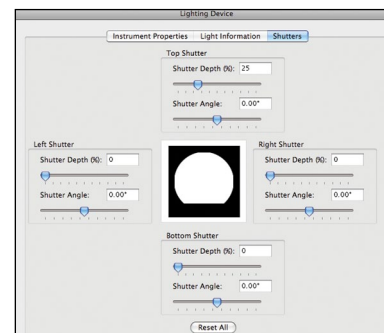 Lighting Device
Instrument Properties Light Information Shutters
Top Shutter
Shutter Depth (%): 25
Shutter Angle: 0.00°
Left Shutter
Shutter Depth (%): 0
Shutter Angle: 0.00°
Right Shutter
Shutter Depth (%): 0
Shutter Angle: 0.00°
Bottom Shutter
Shutter Depth (%): 0
Shutter Angle: 0.00°
Reset All